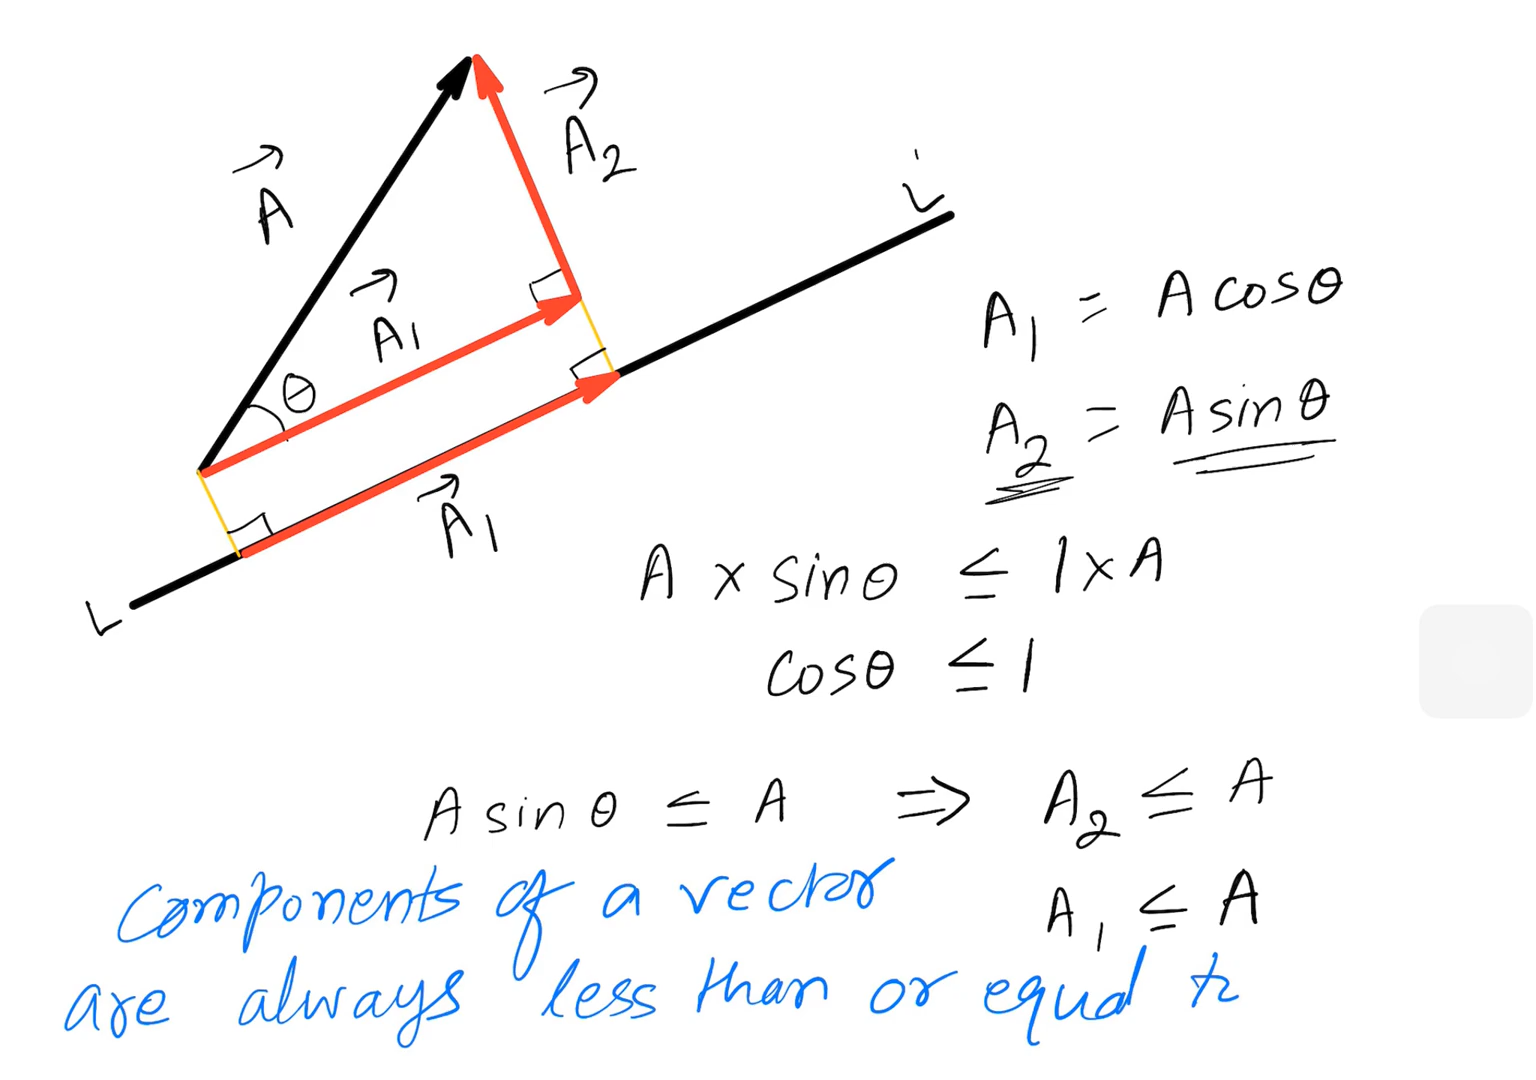 A⃗
A⃗₂
A⃗₁
θ
L'
L
A⃗₁
A₁ = A cosθ
A₂ = A sinθ
A × sinθ ≤ 1 × A
cosθ ≤ 1
A sinθ ≤ A ⇒ A₂ ≤ A
A₁ ≤ A
Components of a vector
are always less than or equal to